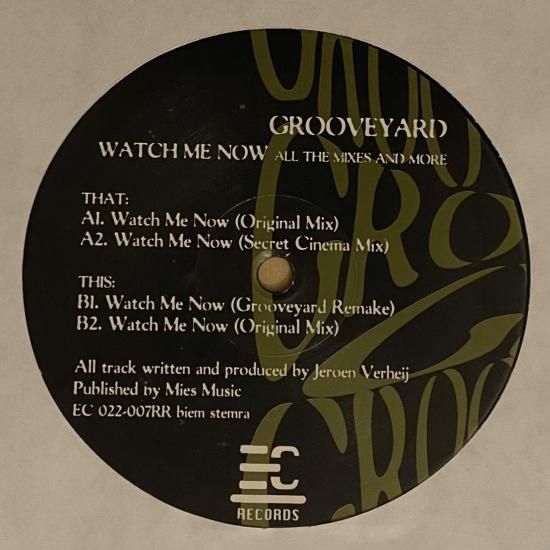 GROOVEYARD
WATCH ME NOW ALL THE MIXES AND MORE
THAT:
A1. Watch Me Now (Original Mix)
A2. Watch Me Now (Secret Cinema Mix)
THIS:
B1. Watch Me Now (Grooveyard Remake)
B2. Watch Me Now (Original Mix)
All track written and produced by Jeroen Verheij
Published by Mies Music
EC 022-007RR biem stemra
EC
RECORDS